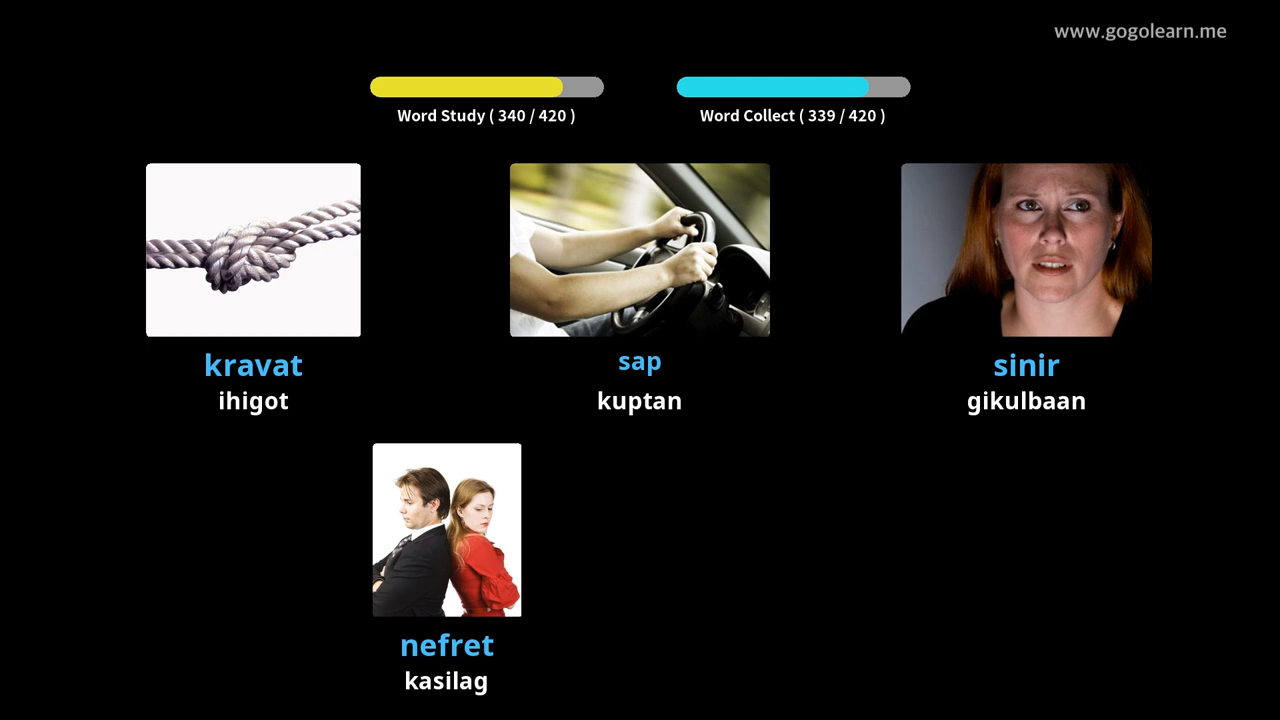 www.gogolearn.me
Word Study ( 340 / 420 )
Word Collect ( 339 / 420 )
kravat
ihigot
sap
kuptan
sinir
gikulbaan
nefret
kasilag